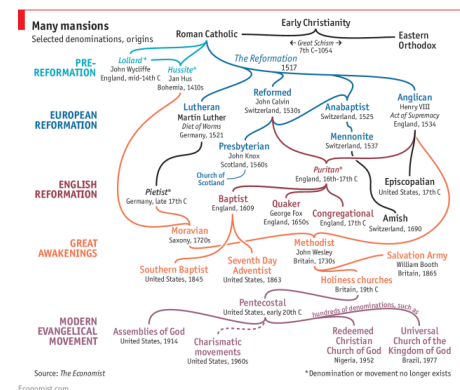 Many mansions
Selected denominations, origins
Early Christianity
Roman Catholic
← Great Schism →
7th C–1054
Eastern
Orthodox
PRE-
REFORMATION
Lollard*
John Wycliffe
England, mid-14th C
Hussite*
Jan Hus
Bohemia, 1410s
The Reformation
1517
EUROPEAN
REFORMATION
Lutheran
Martin Luther
Diet of Worms
Germany, 1521
Reformed
John Calvin
Switzerland, 1530s
Anabaptist
Switzerland, 1525
Anglican
Henry VIII
Act of Supremacy
England, 1534
Presbyterian
John Knox
Scotland, 1560s
Church of
Scotland
Mennonite
Switzerland, 1537
ENGLISH
REFORMATION
Pietist*
Germany, late 17th C
Baptist
England, 1609
Puritan*
England, 16th-17th C
Quaker
George Fox
England, 1650s
Congregational
England, 17th C
Episcopalian
United States, 17th C
Amish
Switzerland, 1690
GREAT
AWAKENINGS
Moravian
Saxony, 1720s
Southern Baptist
United States, 1845
Seventh Day
Adventist
United States, 1863
Methodist
John Wesley
Britain, 1730s
Salvation Army
William Booth
Britain, 1865
Holiness churches
Britain, 19th C
MODERN
EVANGELICAL
MOVEMENT
Pentecostal
United States, early 20th C
hundreds of denominations, such as
Assemblies of God
United States, 1914
Charismatic
movements
United States, 1960s
Redeemed
Christian
Church of God
Nigeria, 1952
Universal
Church of the
Kingdom of God
Brazil, 1977
Source: The Economist
*Denomination or movement no longer exists
Economist.com